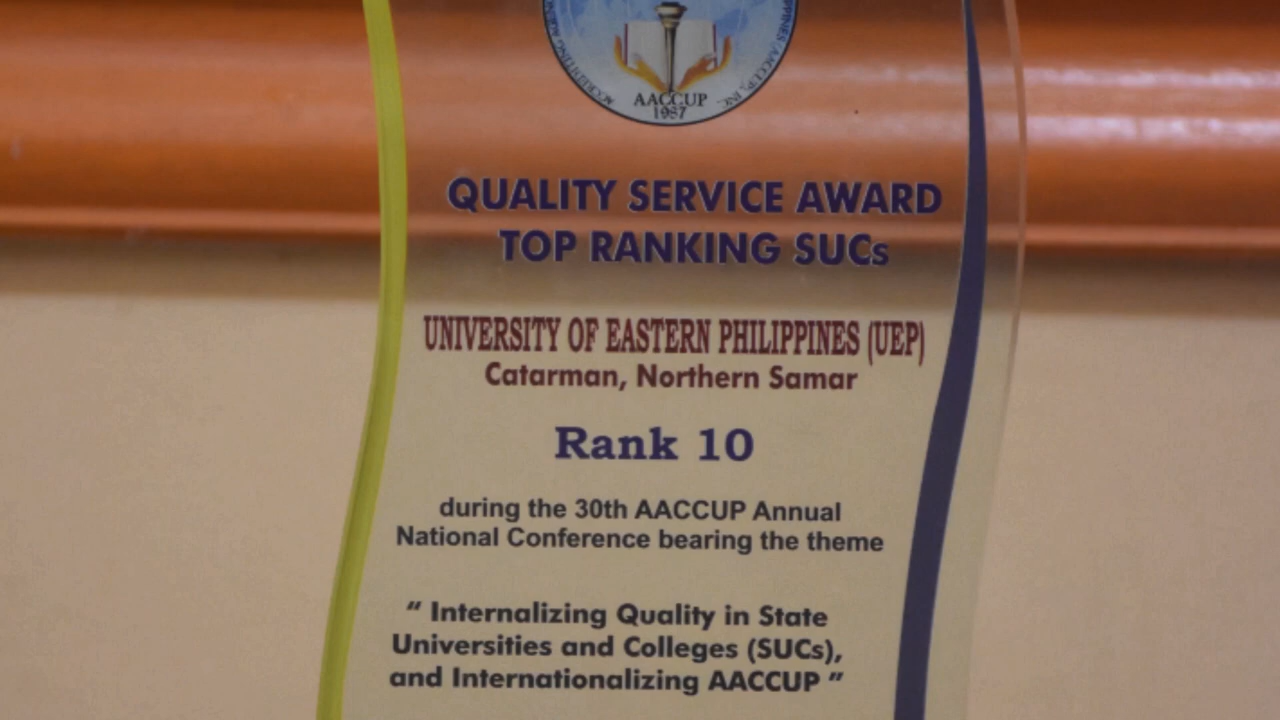 AACCUP
1987
QUALITY SERVICE AWARD
TOP RANKING SUCs
UNIVERSITY OF EASTERN PHILIPPINES (UEP)
Catarman, Northern Samar
Rank 10
during the 30th AACCUP Annual
National Conference bearing the theme
“ Internalizing Quality in State
Universities and Colleges (SUCs),
and Internationalizing AACCUP ”